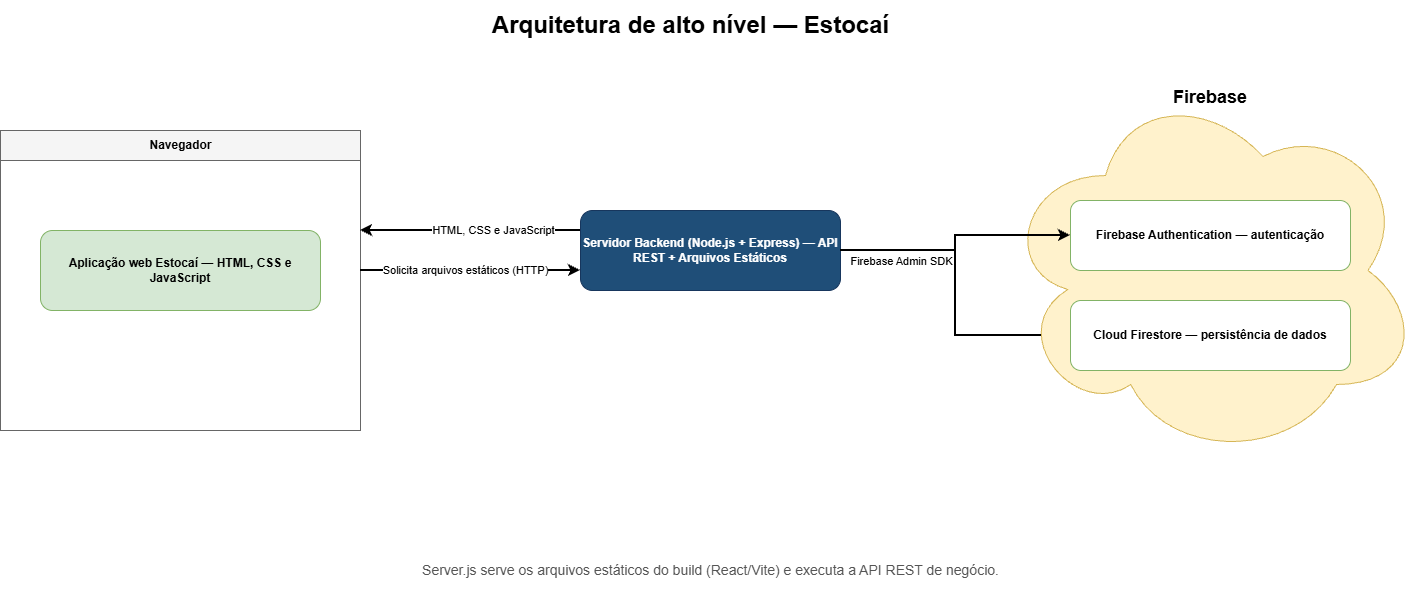 Arquitetura de alto nível — Estocaí
Firebase
Navegador
HTML, CSS e JavaScript
Servidor Backend (Node.js + Express) — API
REST + Arquivos Estáticos
Firebase Authentication — autenticação
Aplicação web Estocaí — HTML, CSS e
JavaScript
Solicita arquivos estáticos (HTTP)
Firebase Admin SDK
Cloud Firestore — persistência de dados
Server.js serve os arquivos estáticos do build (React/Vite) e executa a API REST de negócio.